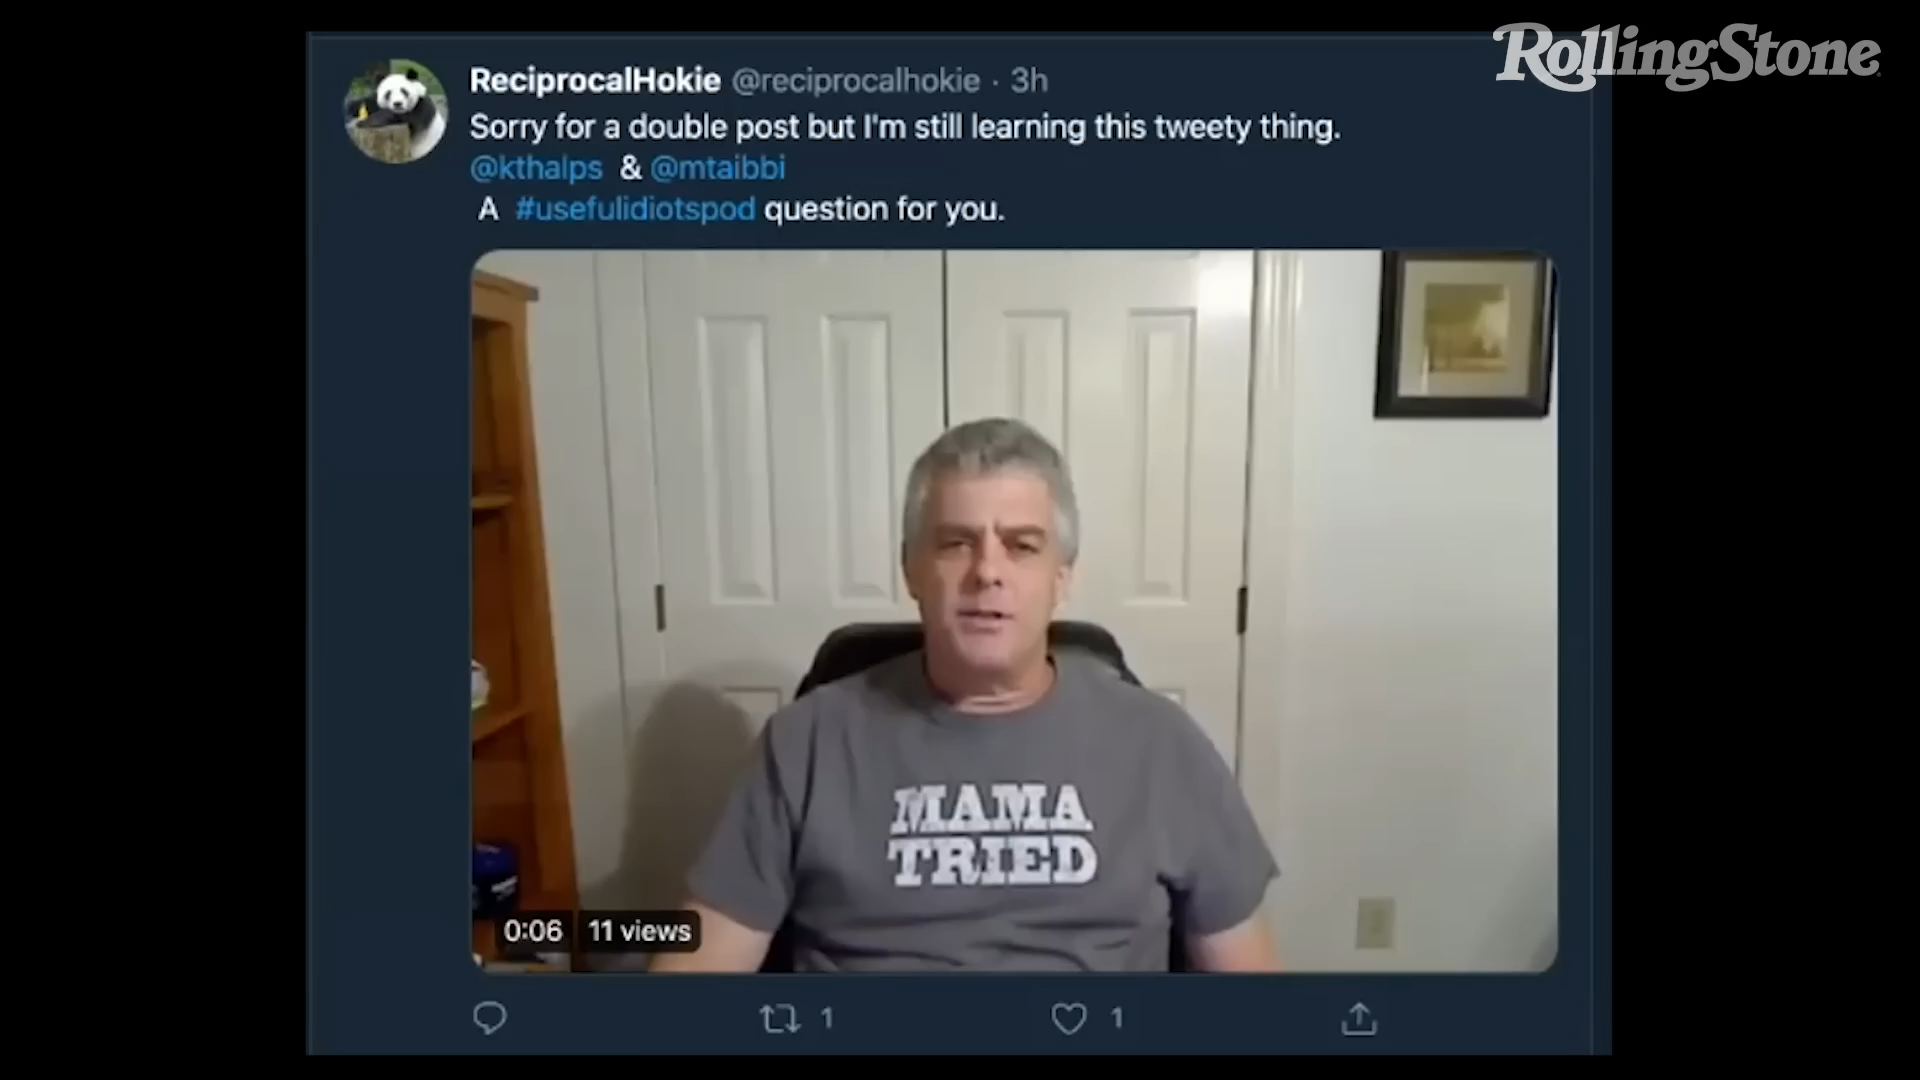 RollingStone
ReciprocalHokie @reciprocalhokie · 3h
Sorry for a double post but I'm still learning this tweety thing.
@kthalps & @mtaibbi
A #usefulidiotspod question for you.
MAMA
TRIED
0:06 11 views
1 1